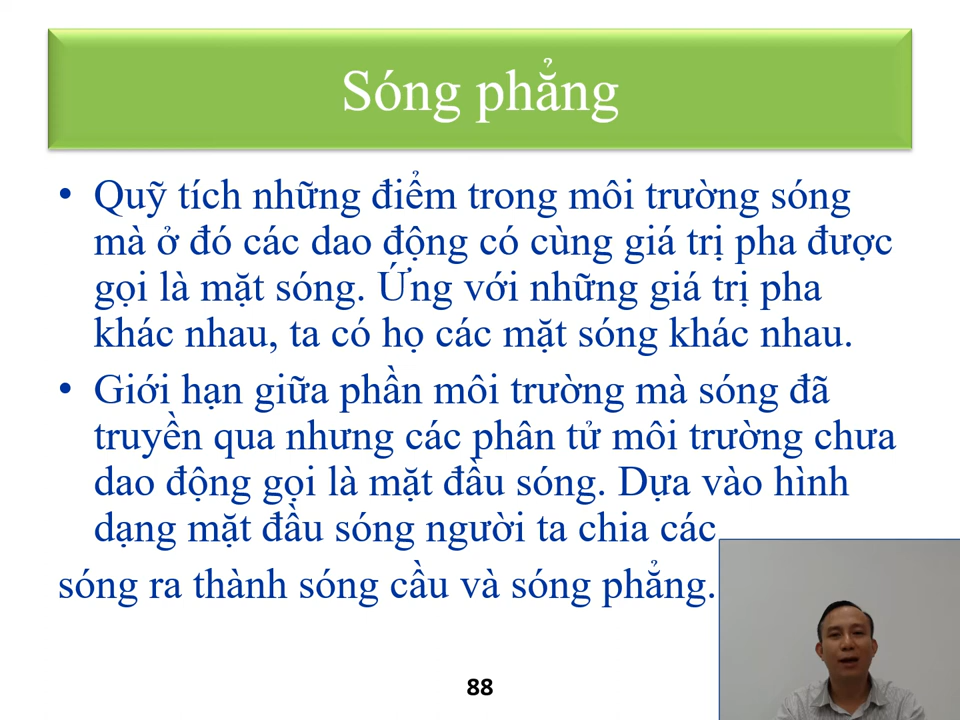 Sóng phẳng
• Quỹ tích những điểm trong môi trường sóng
mà ở đó các dao động có cùng giá trị pha được
gọi là mặt sóng. Ứng với những giá trị pha
khác nhau, ta có họ các mặt sóng khác nhau.
• Giới hạn giữa phần môi trường mà sóng đã
truyền qua nhưng các phân tử môi trường chưa
dao động gọi là mặt đầu sóng. Dựa vào hình
dạng mặt đầu sóng người ta chia các
sóng ra thành sóng cầu và sóng phẳng.
88